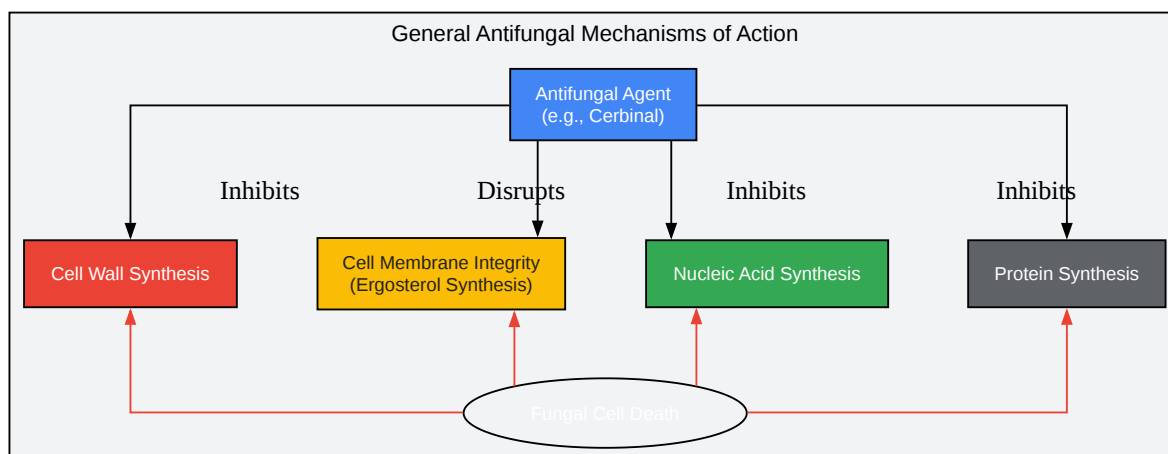 General Antifungal Mechanisms of Action
Antifungal Agent
(e.g., Cerbinal)
Inhibits
Disrupts
Inhibits
Inhibits
Cell Wall Synthesis
Cell Membrane Integrity
(Ergosterol Synthesis)
Nucleic Acid Synthesis
Protein Synthesis
Fungal Cell Death